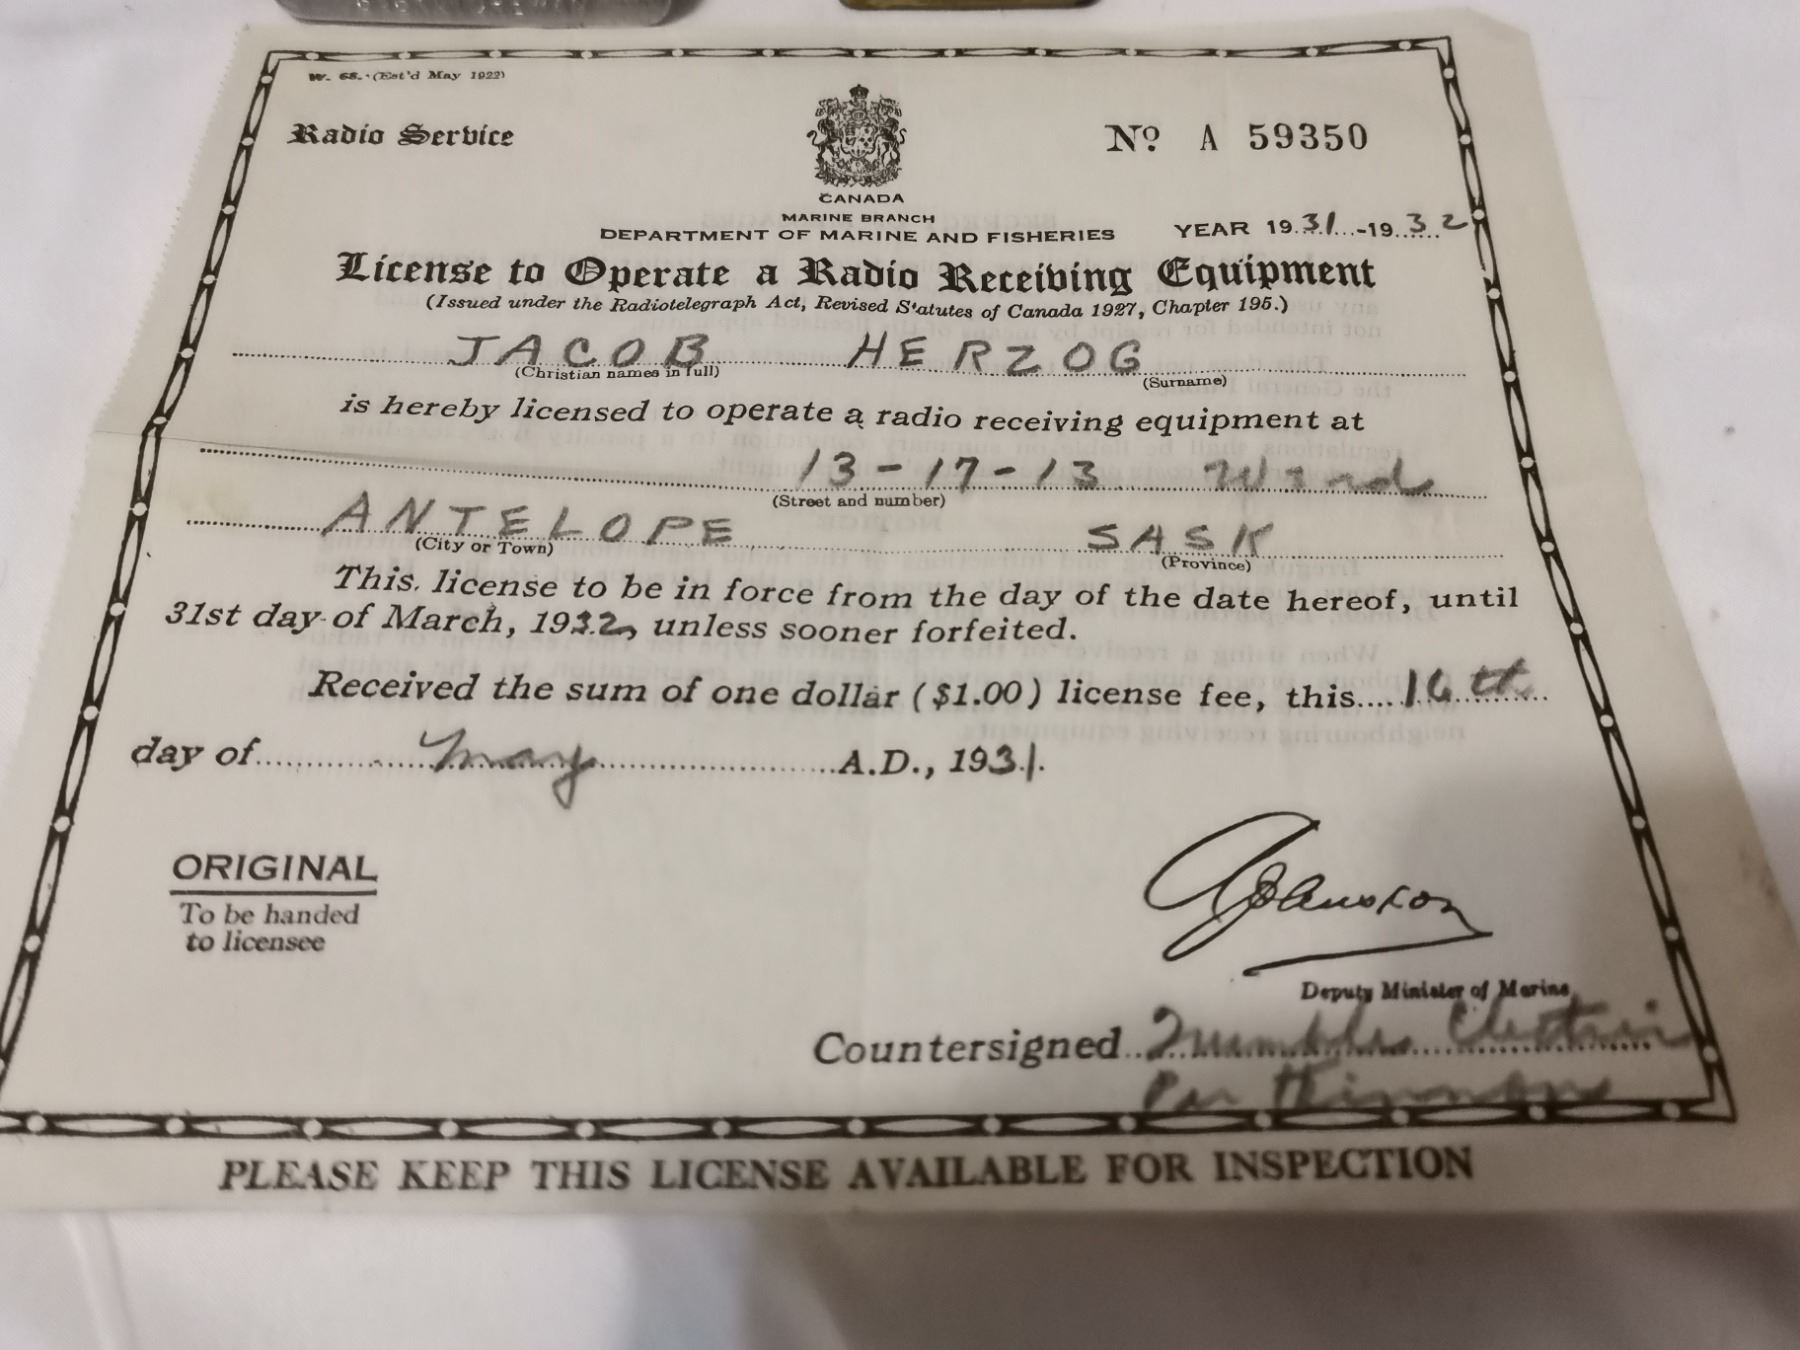 W. 68.-(Est'd May 1922)
Radio Service
Nº A 59350
CANADA
MARINE BRANCH
DEPARTMENT OF MARINE AND FISHERIES
YEAR 1931-1932
License to Operate a Radio Receiving Equipment
(Issued under the Radiotelegraph Act, Revised Statutes of Canada 1927, Chapter 195.)
JACOB HERZOG
(Christian names in full) (Surname)
is hereby licensed to operate a radio receiving equipment at
13-17-13 W3rd
(Street and number)
ANTELOPE SASK
(City or Town) (Province)
This license to be in force from the day of the date hereof, until
31st day of March, 1932, unless sooner forfeited.
Received the sum of one dollar ($1.00) license fee, this 16th
day of May A.D., 1931.
ORIGINAL
To be handed
to licensee
Deputy Minister of Marine
Countersigned
Per
PLEASE KEEP THIS LICENSE AVAILABLE FOR INSPECTION